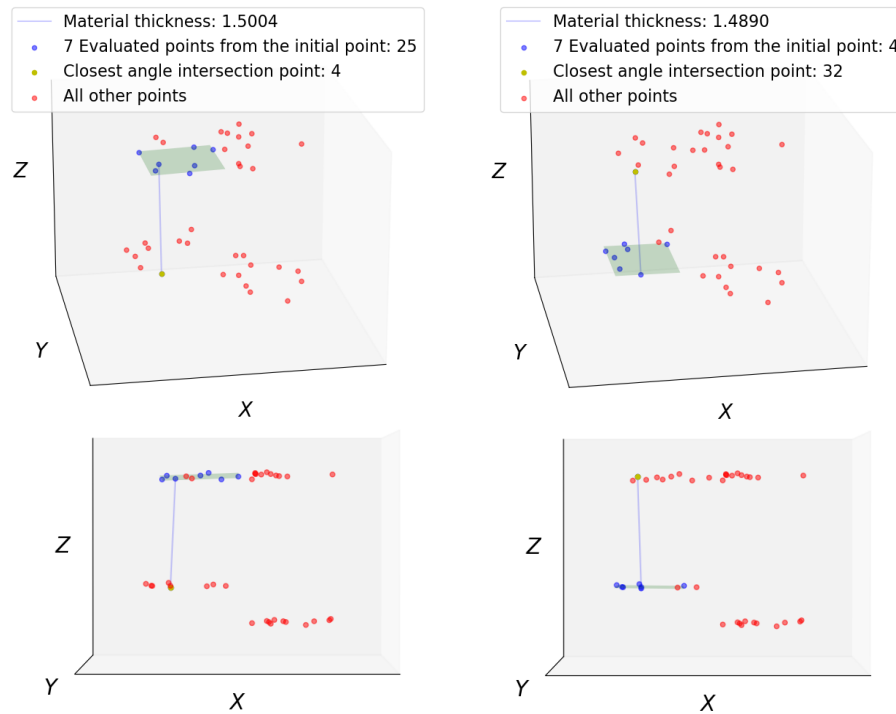 Material thickness: 1.5004
7 Evaluated points from the initial point: 25
Closest angle intersection point: 4
All other points
Z
Y
X
Material thickness: 1.4890
7 Evaluated points from the initial point: 4
Closest angle intersection point: 32
All other points
Z
Y
X
Z
Y
X
Z
Y
X